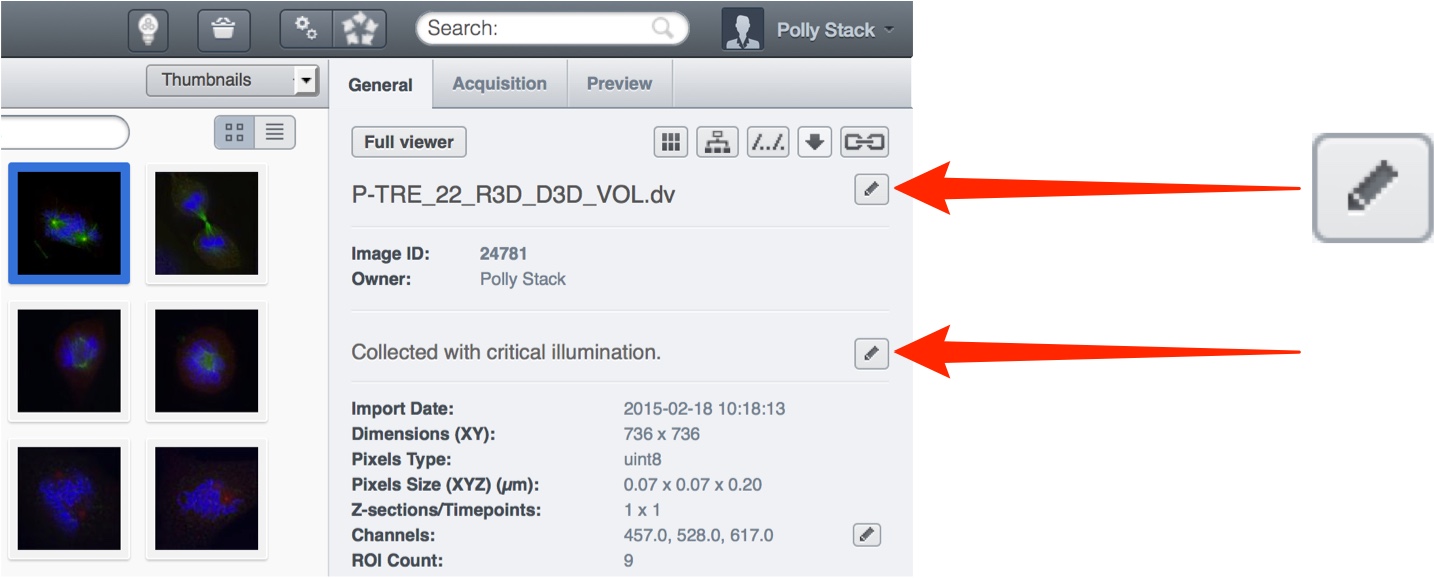 Search:
Polly Stack
Thumbnails
General
Acquisition
Preview
Full viewer
/.../.
P-TRE_22_R3D_D3D_VOL.dv
Image ID: 24781
Owner: Polly Stack
Collected with critical illumination.
Import Date: 2015-02-18 10:18:13
Dimensions (XY): 736 x 736
Pixels Type: uint8
Pixels Size (XYZ) (µm): 0.07 x 0.07 x 0.20
Z-sections/Timepoints: 1 x 1
Channels: 457.0, 528.0, 617.0
ROI Count: 9